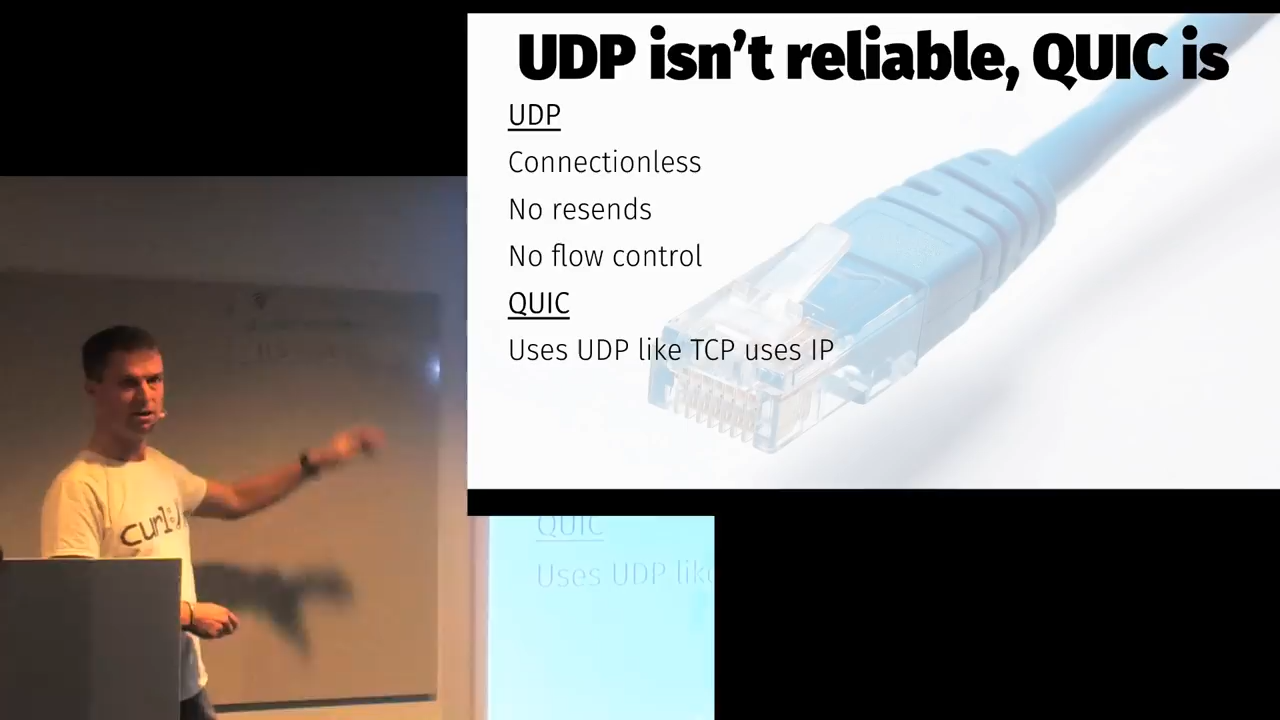 UDP isn't reliable, QUIC is
UDP
Connectionless
No resends
No flow control
QUIC
Uses UDP like TCP uses IP
curl:/
QUIC
Uses UDP like